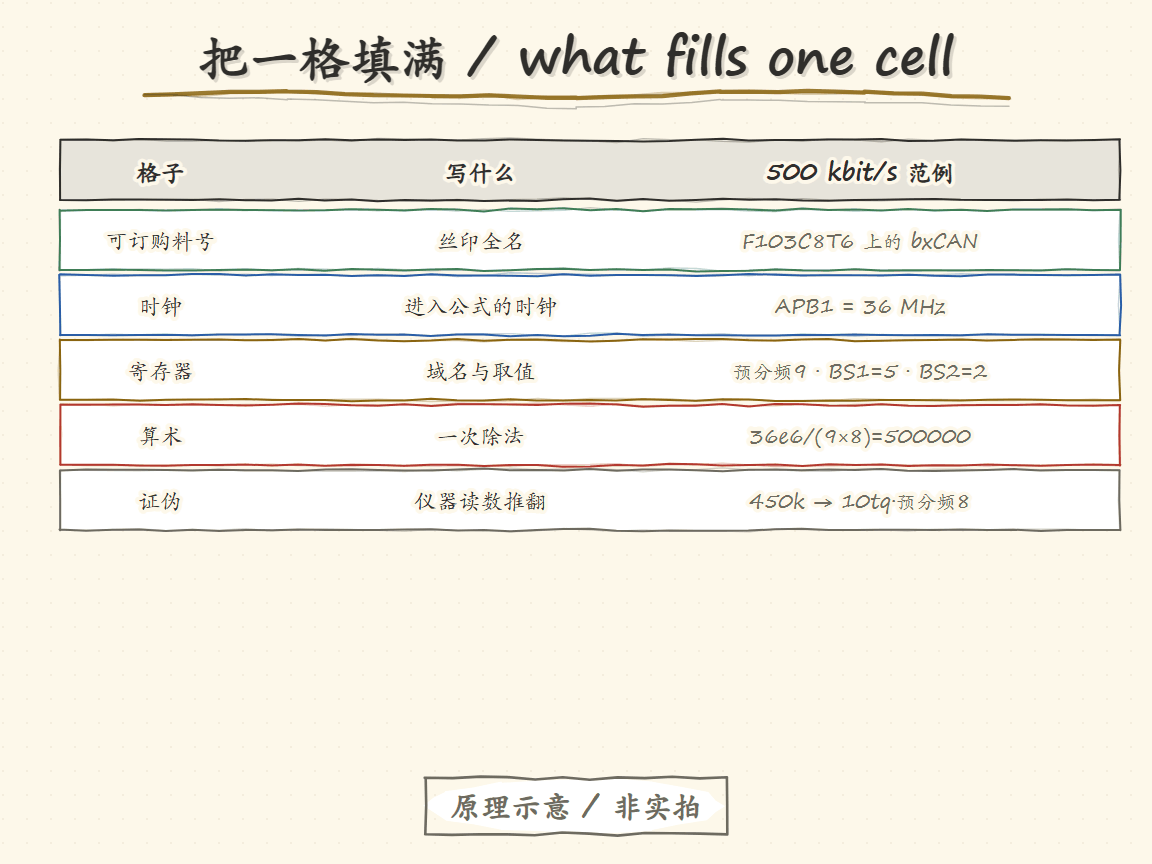 把一格填满 / what fills one cell
格子 写什么 500 kbit/s 范例
可订购料号 丝印全名 F103C8T6 上的 bxCAN
时钟 进入公式的时钟 APB1 = 36 MHz
寄存器 域名与取值 预分频9 · BS1=5 · BS2=2
算术 一次除法 36e6/(9×8)=500000
证伪 仪器读数推翻 450k → 10tq·预分频8
原理示意 / 非实拍